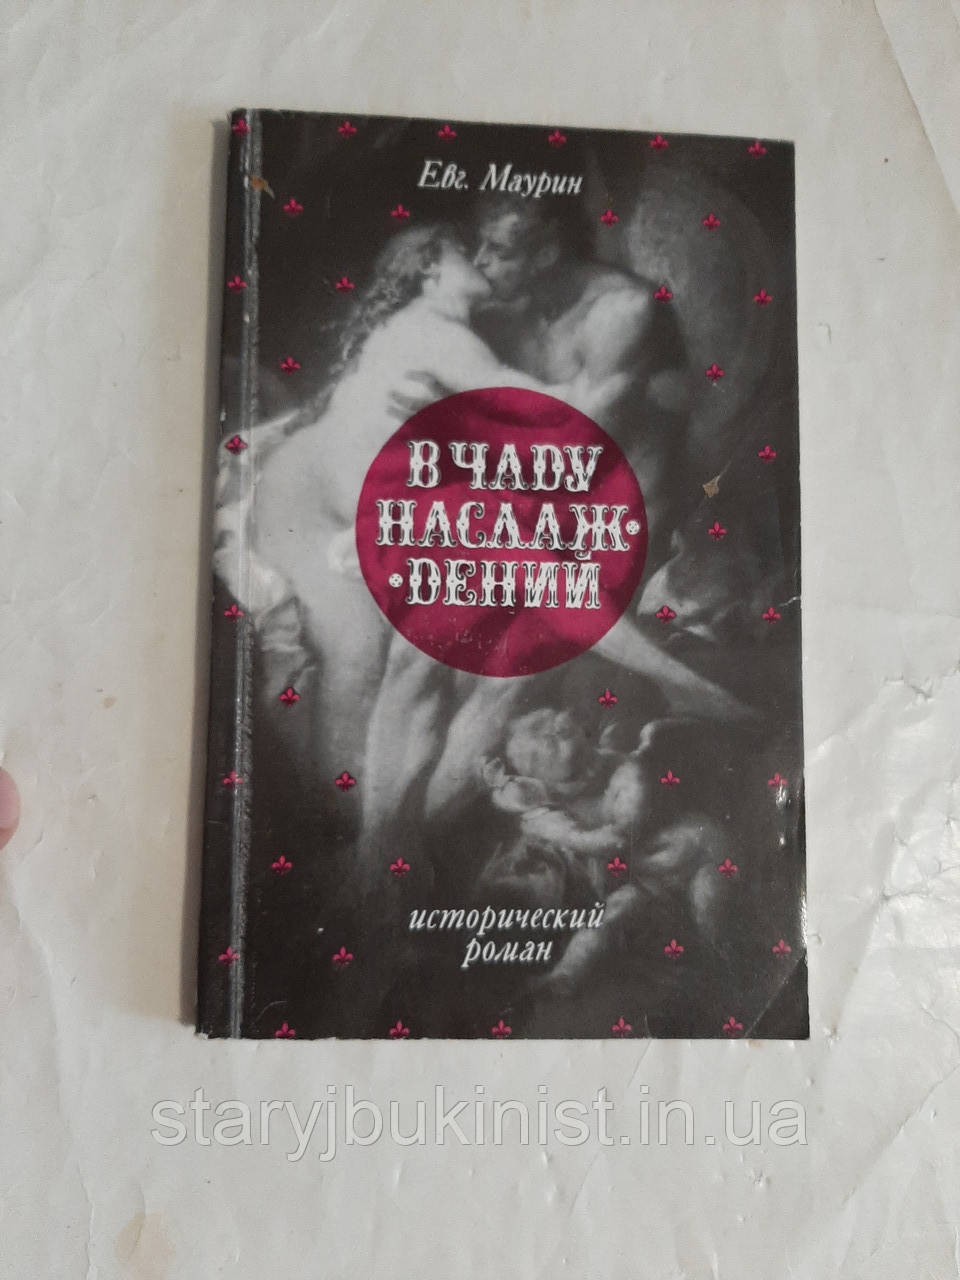 Евг. Маурин
В ЧАДУ
НАСЛАЖ·
·ДЕНИЙ
исторический
роман
staryjbukinist.in.ua